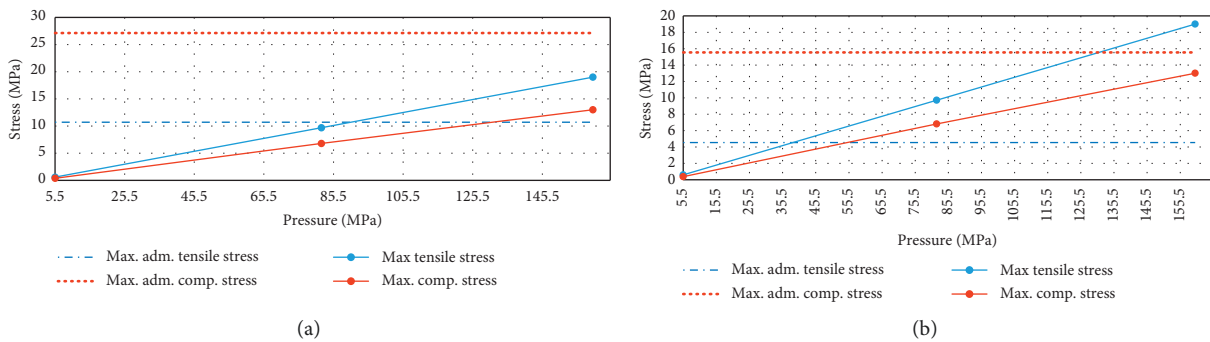 30
25
20
15
10
5
0
Stress (MPa)
5.5 25.5 45.5 65.5 85.5 105.5 125.5 145.5
Pressure (MPa)
Max. adm. tensile stress
Max. adm. comp. stress
Max tensile stress
Max. comp. stress
(a)
20
18
16
14
12
10
8
6
4
2
0
Stress (MPa)
5.5 15.5 25.5 35.5 45.5 55.5 65.5 75.5 85.5 95.5 105.5 115.5 125.5 135.5 145.5 155.5
Pressure (MPa)
Max. adm. tensile stress
Max. adm. comp. stress
Max tensile stress
Max. comp. stress
(b)